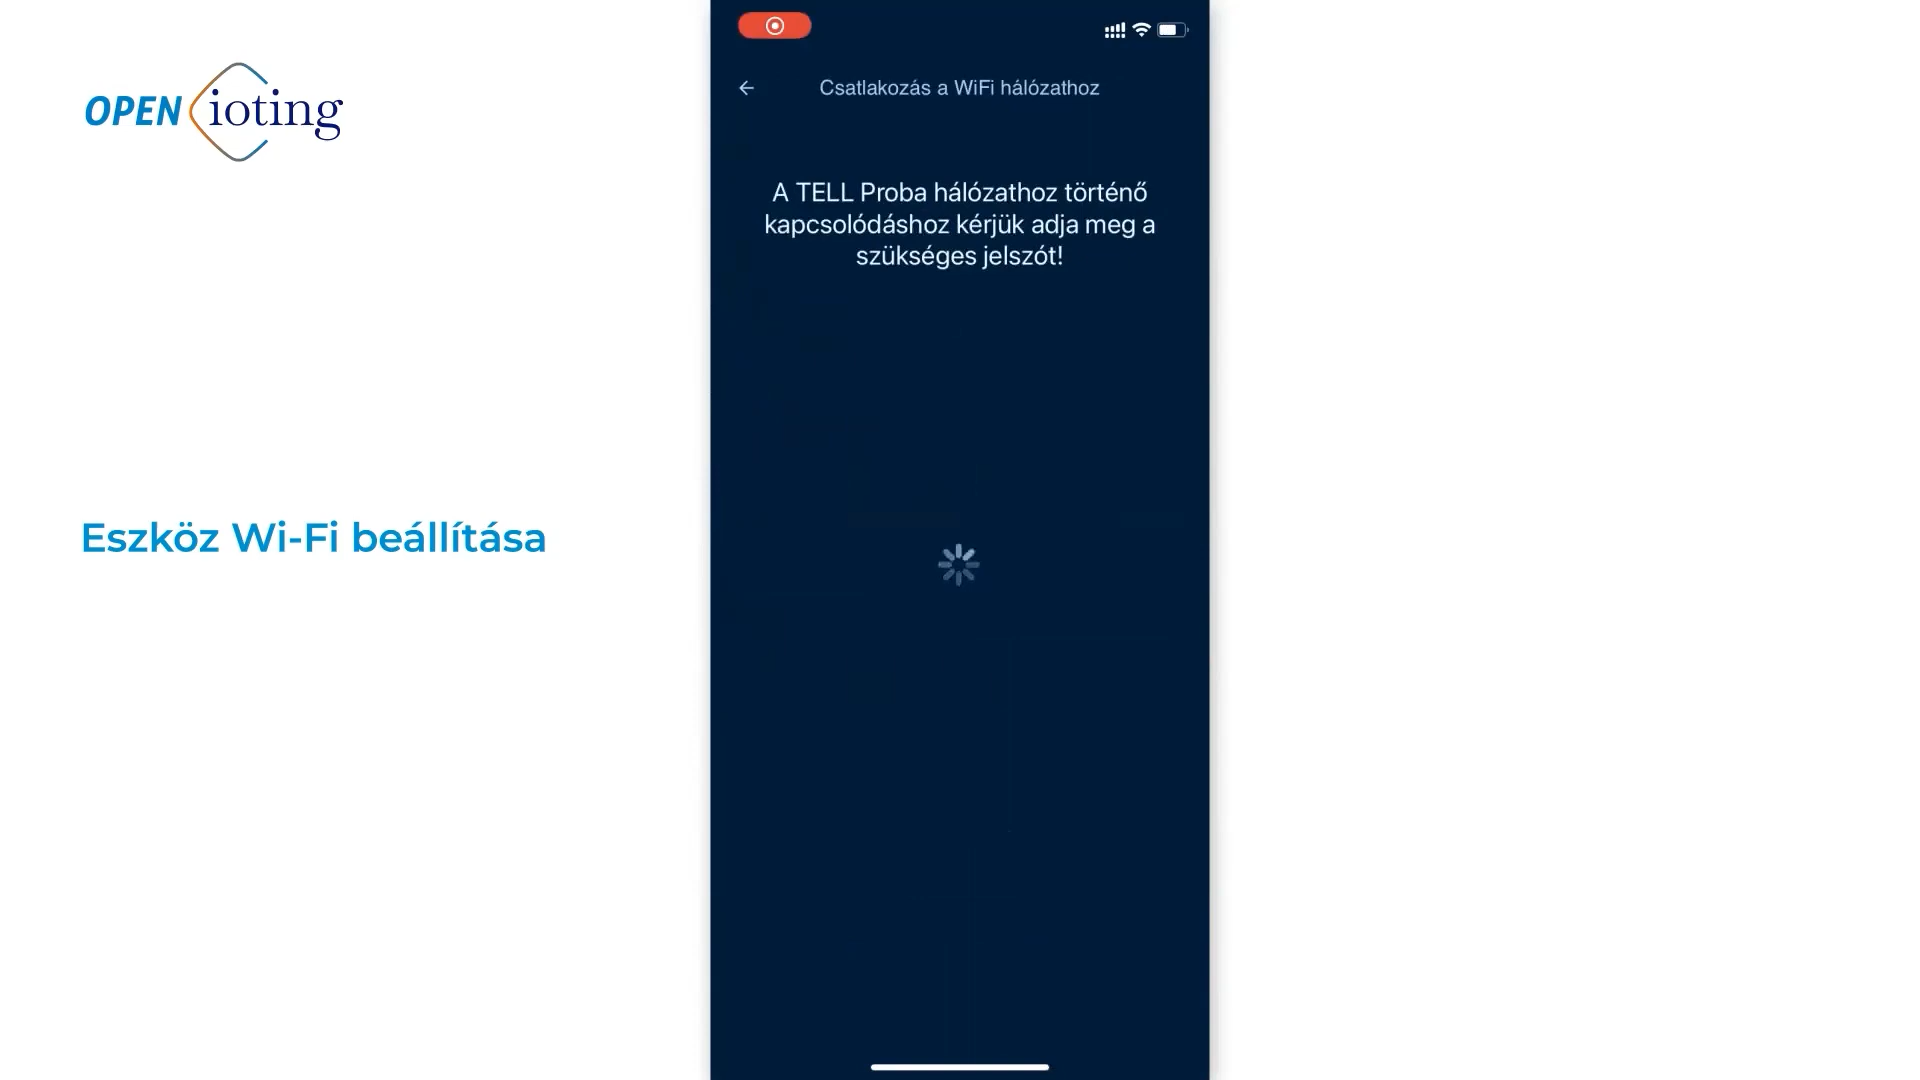 OPEN ioting
Csatlakozás a WiFi hálózathoz
A TELL Proba hálózathoz történő
kapcsolódáshoz kérjük adja meg a
szükséges jelszót!
Eszköz Wi-Fi beállítása